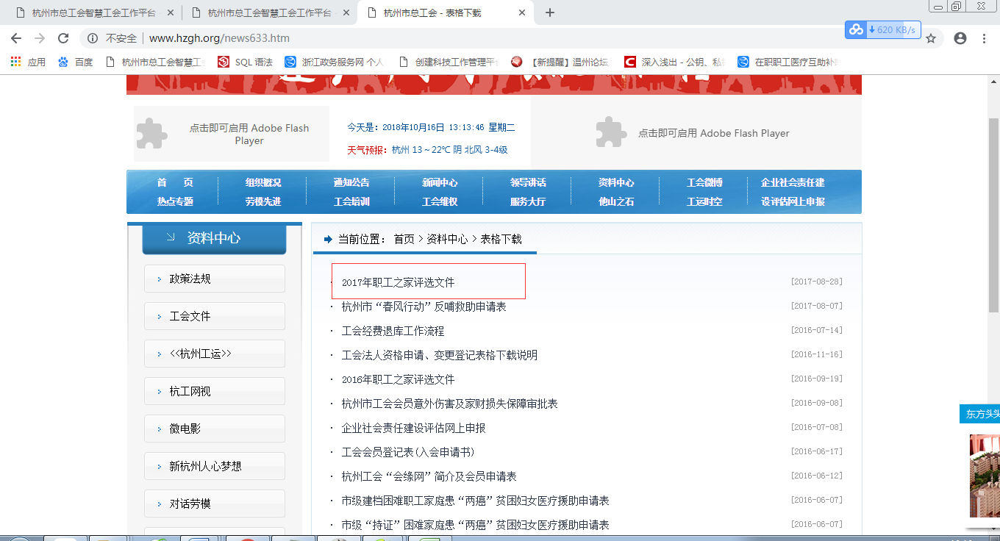 杭州市总工会智慧工会工作平台
杭州市总工会智慧工会工作平台
杭州市总工会 - 表格下载
不安全
www.hzgh.org/news633.htm
620 KB/s
应用
百度
杭州市总工会智慧工
SQL 语法
浙江政务服务网 个人
创建科技工作管理平
【新提醒】温州论坛
深入浅出 - 公钥、私
在职职工医疗互助补
点击即可启用 Adobe Flash
Player
今天是：2018年10月16日 13:13:46 星期二
天气预报：杭州 13～22℃ 阴 北风 3-4级
点击即可启用 Adobe Flash Player
首 页 组织概况 通知公告 新闻中心 领导讲话 资料中心 工会微博 企业社会责任建
热点专题 劳模先进 工会培训 工会维权 服务大厅 他山之石 工运时空 设评估网上申报
资料中心
政策法规
工会文件
<<杭州工运>>
杭工网视
微电影
新杭州人心梦想
对话劳模
当前位置： 首页 > 资料中心 > 表格下载
· 2017年职工之家评选文件 [2017-08-28]
· 杭州市“春风行动”反哺救助申请表 [2017-08-07]
· 工会经费退库工作流程 [2016-07-14]
· 工会法人资格申请、变更登记表格下载说明 [2016-11-16]
· 2016年职工之家评选文件 [2016-09-19]
· 杭州市工会会员意外伤害及家财损失保障审批表 [2016-09-08]
· 企业社会责任建设评估网上申报 [2016-07-08]
· 工会会员登记表(入会申请书) [2016-06-17]
· 杭州工会“会缘网”简介及会员申请表 [2016-06-12]
· 市级建档困难职工家庭患“两癌”贫困妇女医疗援助申请表 [2016-06-07]
· 市级“持证”困难家庭患“两癌”贫困妇女医疗援助申请表 [2016-06-07]
东方头